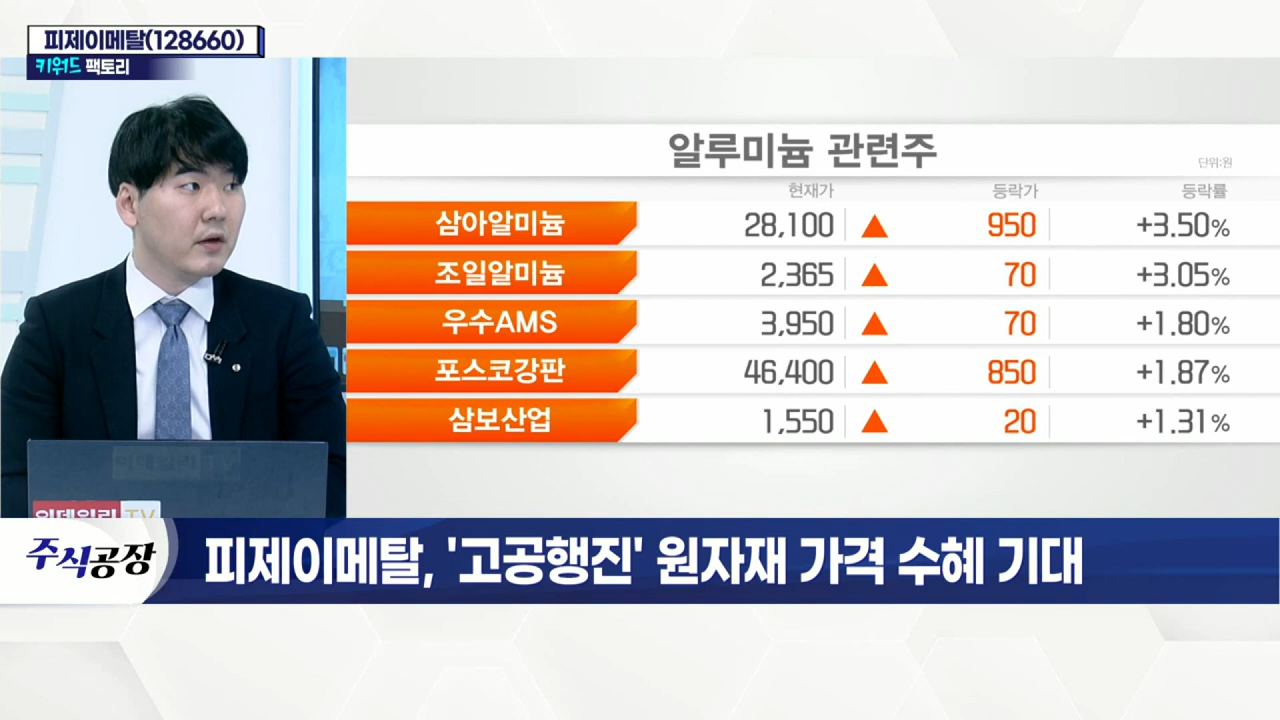 피제이메탈(128660)
키워드 팩토리
알루미늄 관련주
단위:원
현재가 등락가 등락률
삼아알미늄 28,100 ▲ 950 +3.50%
조일알미늄 2,365 ▲ 70 +3.05%
우수AMS 3,950 ▲ 70 +1.80%
포스코강판 46,400 ▲ 850 +1.87%
삼보산업 1,550 ▲ 20 +1.31%
이데일리 TV
주식공장
피제이메탈, '고공행진' 원자재 가격 수혜 기대